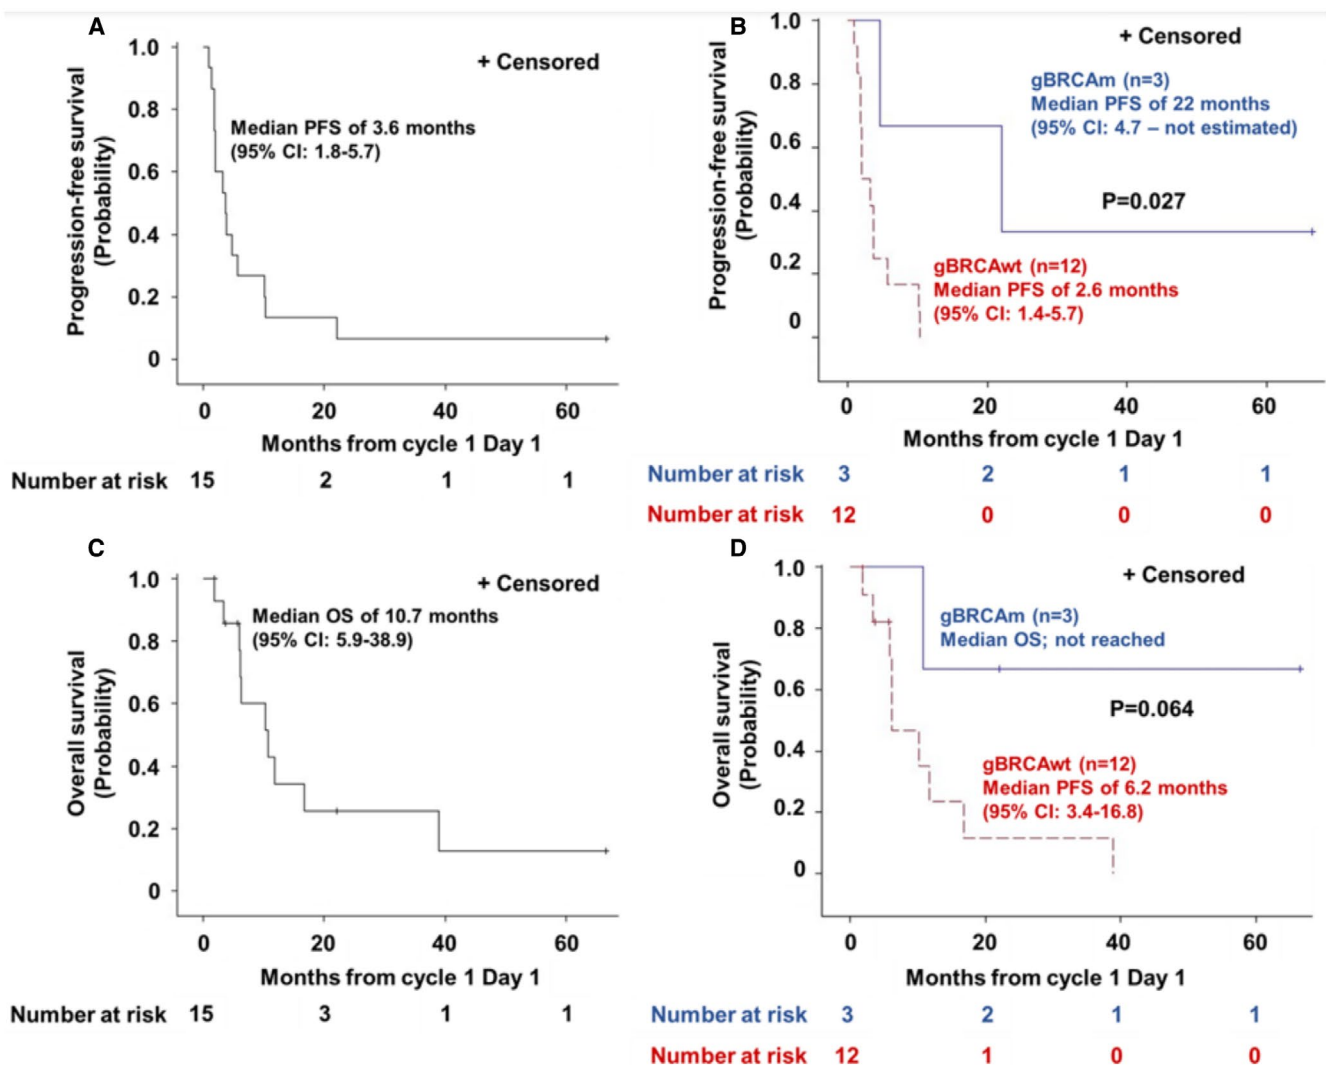 A
Progression-free survival
(Probability)
1.0
0.8
0.6
0.4
0.2
0
+ Censored
Median PFS of 3.6 months
(95% CI: 1.8-5.7)
0 20 40 60
Months from cycle 1 Day 1
Number at risk 15 2 1 1
B
Progression-free survival
(Probability)
1.0
0.8
0.6
0.4
0.2
0
+ Censored
gBRCAm (n=3)
Median PFS of 22 months
(95% CI: 4.7 – not estimated)
P=0.027
gBRCAwt (n=12)
Median PFS of 2.6 months
(95% CI: 1.4-5.7)
0 20 40 60
Months from cycle 1 Day 1
Number at risk 3 2 1 1
Number at risk 12 0 0 0
C
Overall survival
(Probability)
1.0
0.8
0.6
0.4
0.2
0
+ Censored
Median OS of 10.7 months
(95% CI: 5.9-38.9)
0 20 40 60
Months from cycle 1 Day 1
Number at risk 15 3 1 1
D
Overall survival
(Probability)
1.0
0.8
0.6
0.4
0.2
0
+ Censored
gBRCAm (n=3)
Median OS; not reached
P=0.064
gBRCAwt (n=12)
Median PFS of 6.2 months
(95% CI: 3.4-16.8)
0 20 40 60
Months from cycle 1 Day 1
Number at risk 3 2 1 1
Number at risk 12 1 0 0